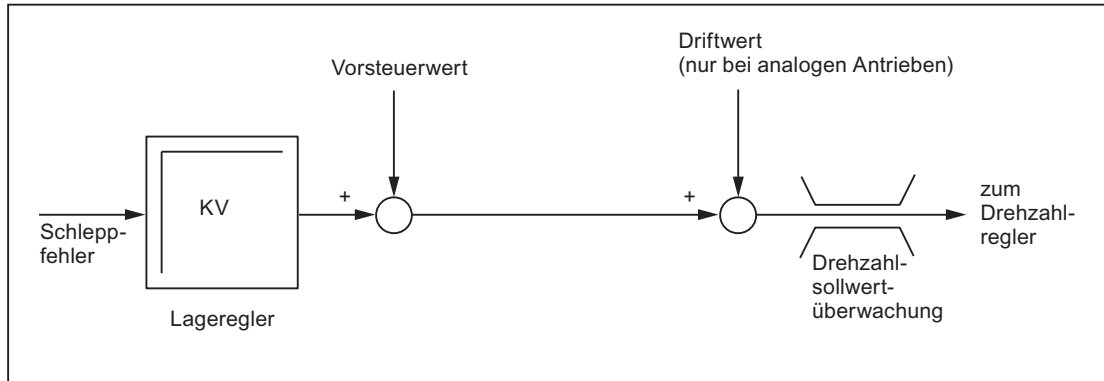 Driftwert
(nur bei analogen Antrieben)
Vorsteuerwert
+
+
KV
zum
Drehzahl-
regler
Schlepp-
fehler
Drehzahl-
sollwert-
überwachung
Lageregler